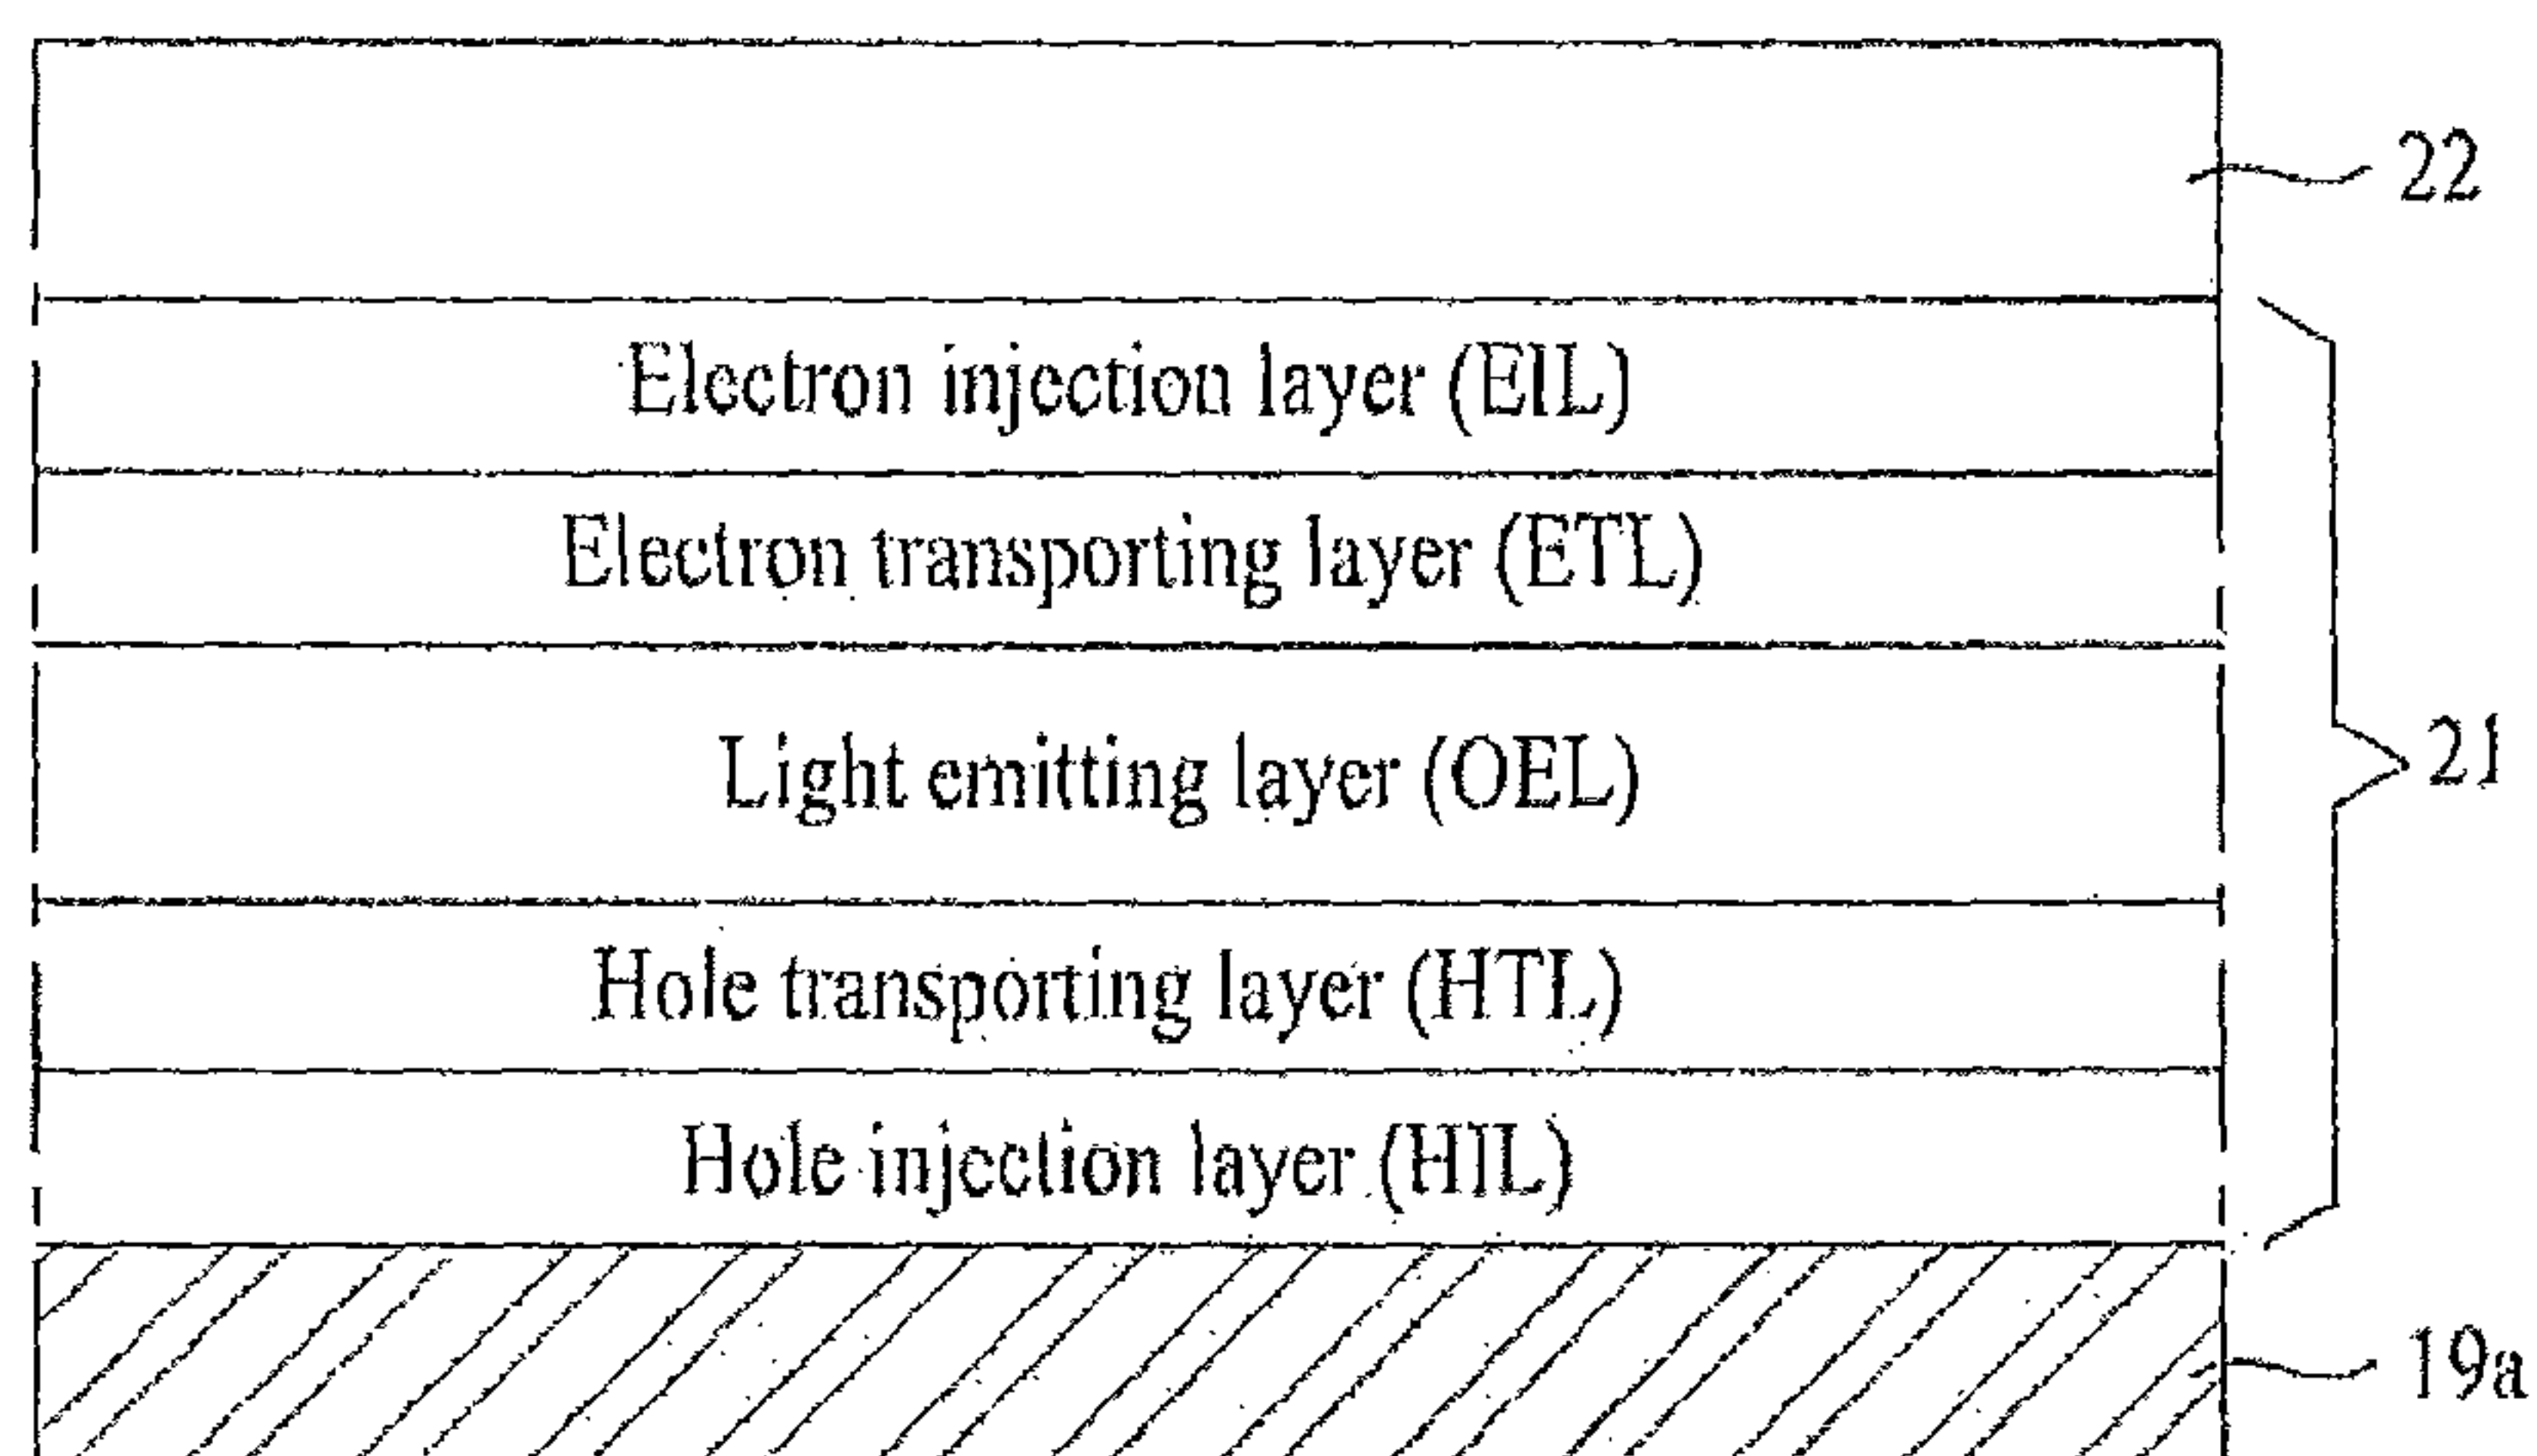 22
Electron injection layer (EIL)
Electron transporting layer (ETL)
Light emitting layer (OEL)
21
Hole transporting layer (HTL)
Hole injection layer (HIL)
19a